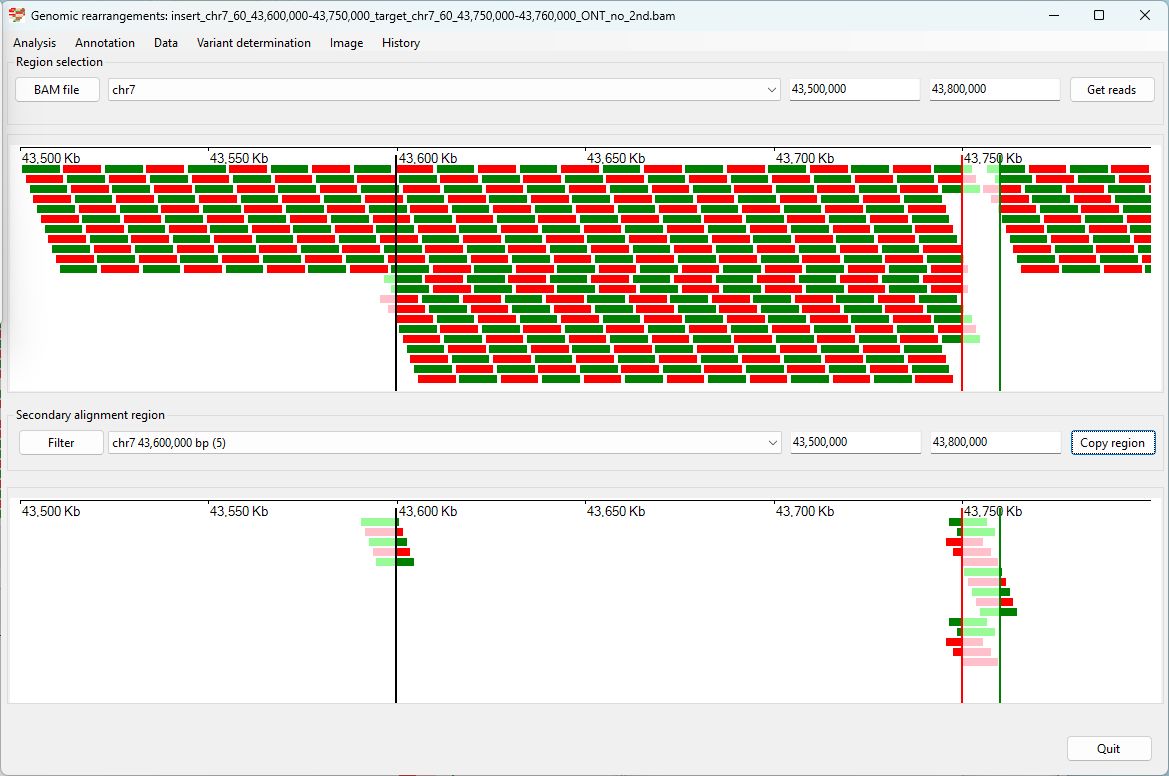 Genomic rearrangements: insert_chr7_60_43,600,000-43,750,000_target_chr7_60_43,750,000-43,760,000_ONT_no_2nd.bam
Analysis Annotation Data Variant determination Image History
Region selection
BAM file chr7 43,500,000 43,800,000 Get reads
43,500 Kb 43,550 Kb 43,600 Kb 43,650 Kb 43,700 Kb 43,750 Kb
Secondary alignment region
Filter chr7 43,600,000 bp (5) 43,500,000 43,800,000 Copy region
43,500 Kb 43,550 Kb 43,600 Kb 43,650 Kb 43,700 Kb 43,750 Kb
Quit